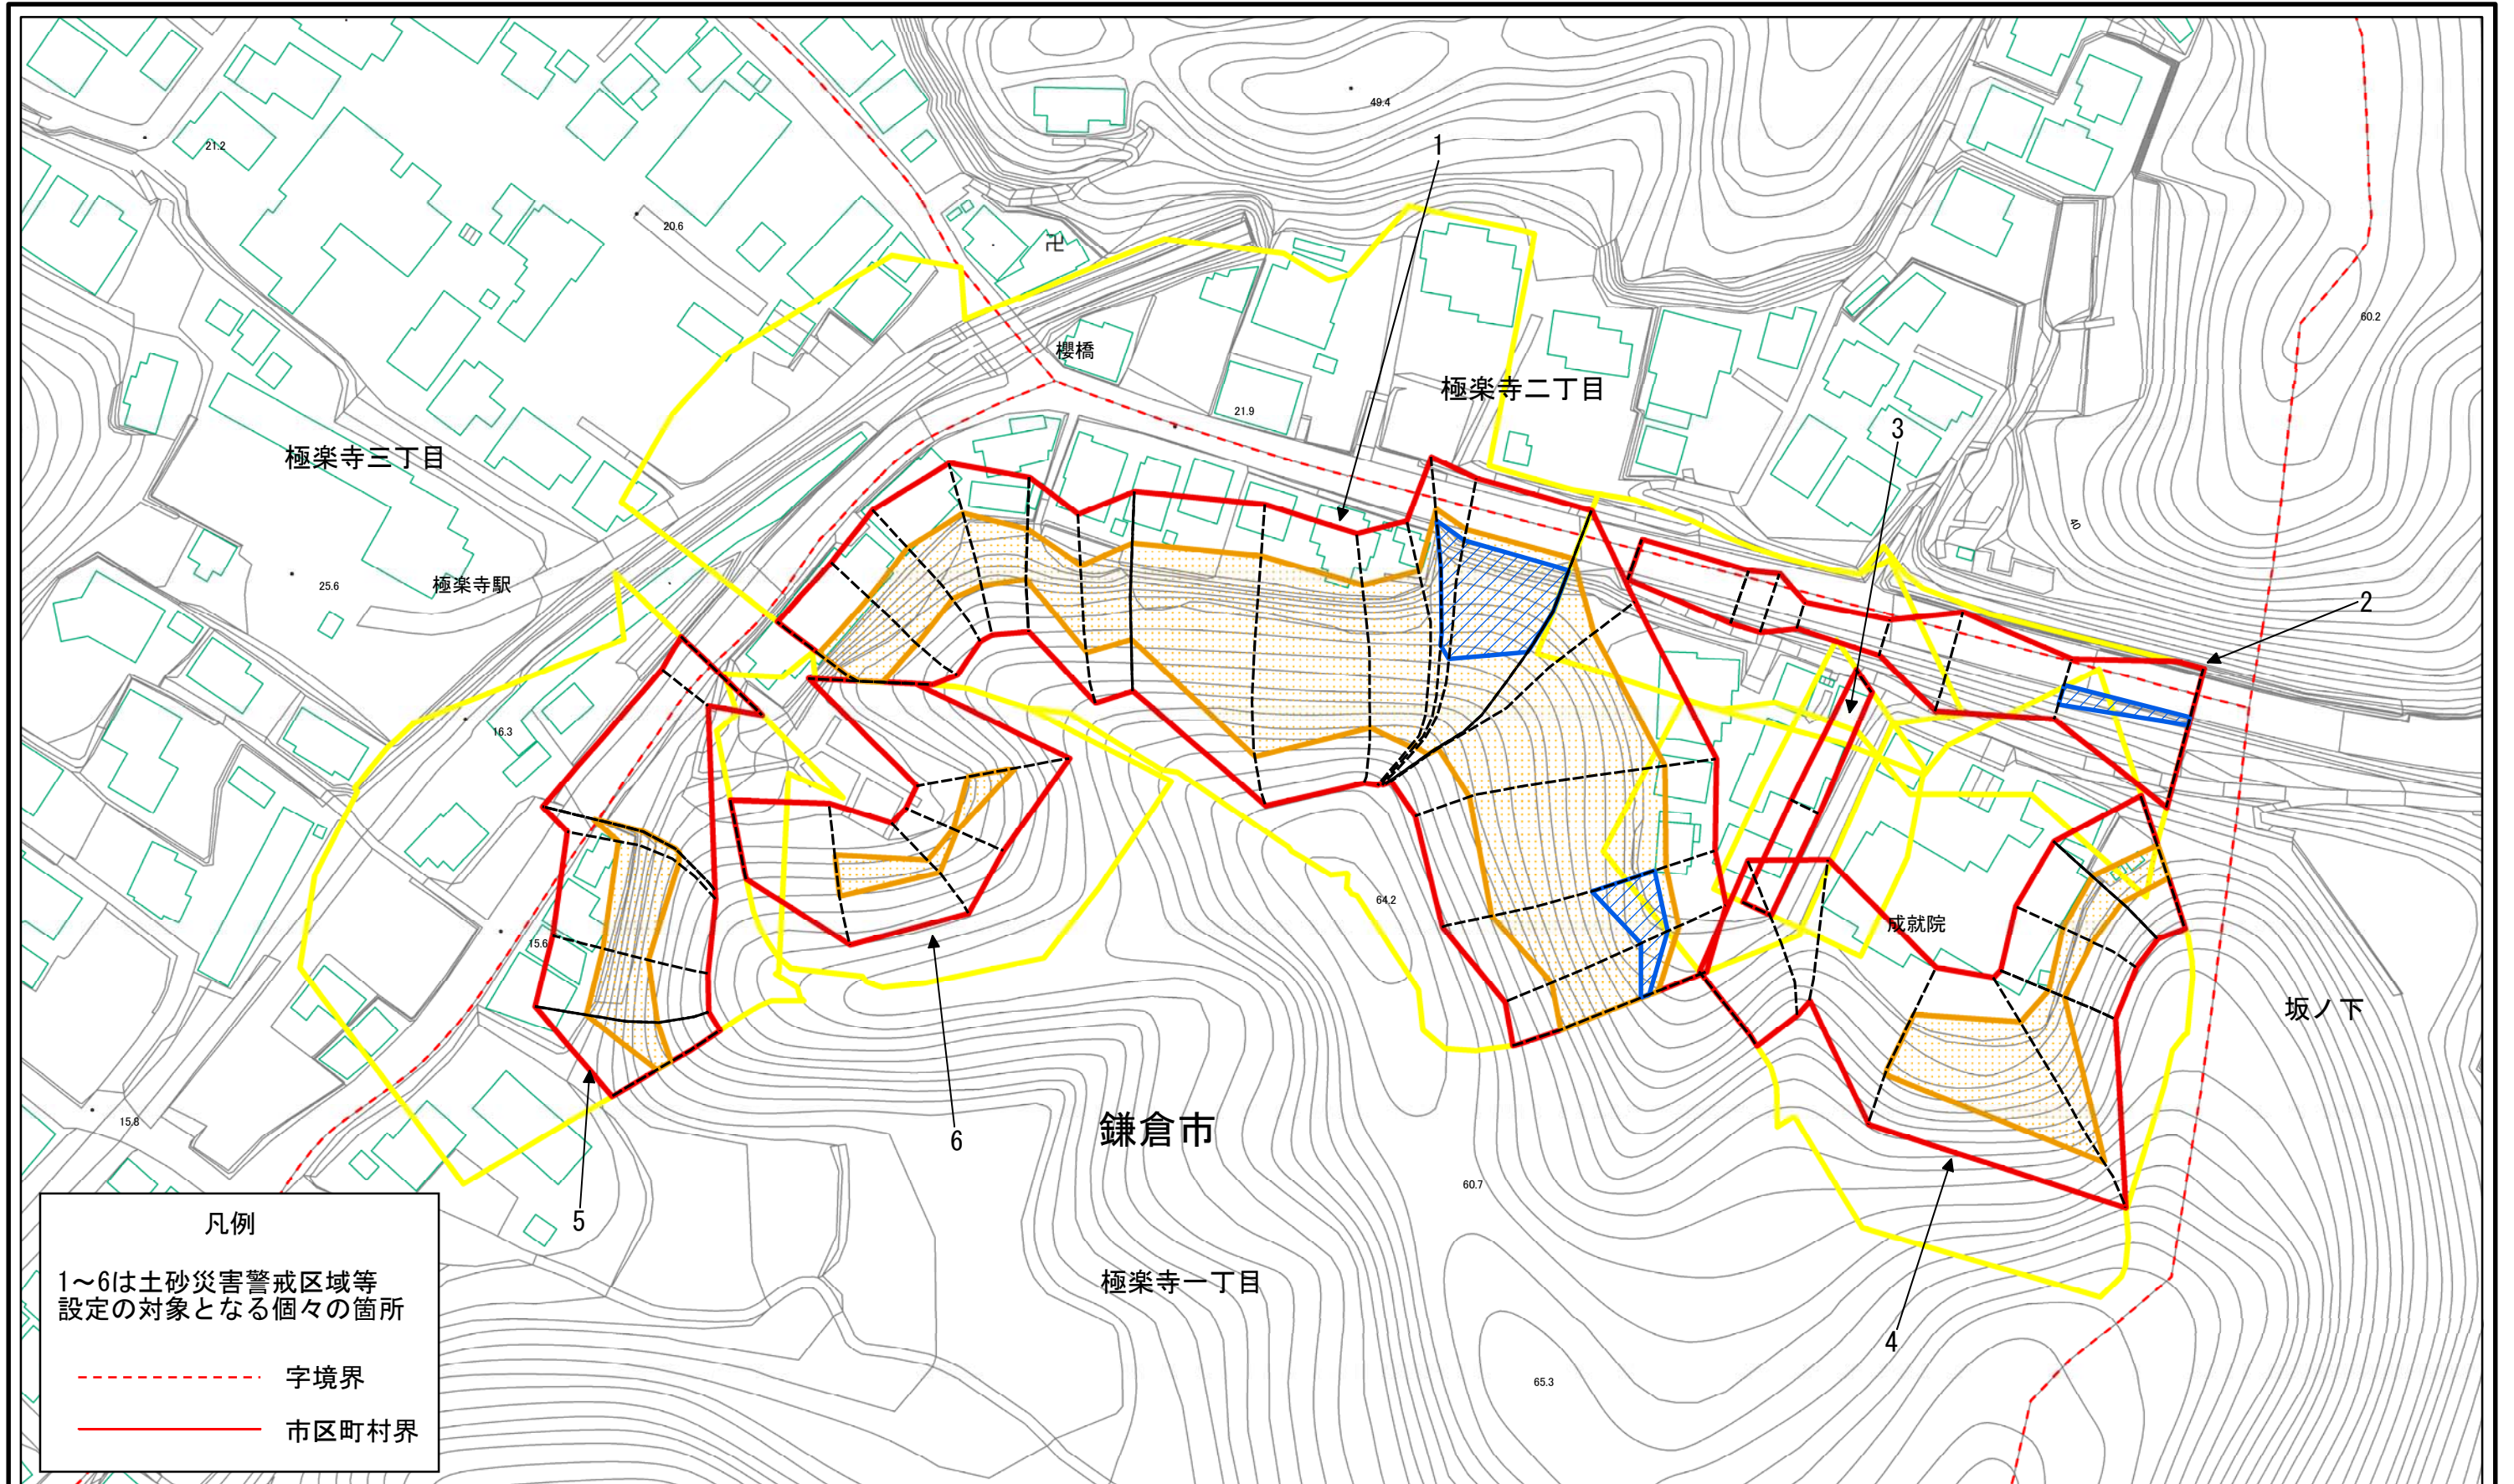 49.4
1
21.2
20.6
卍
60.2
櫻橋
極楽寺二丁目
21.9
3
極楽寺三丁目
40
極楽寺駅
25.6
2
16.3
64.2
成就院
15.6
坂ノ下
15.8
鎌倉市
6
60.7
5
極楽寺一丁目
4
65.3
凡例
1～6は土砂災害警戒区域等
設定の対象となる個々の箇所
字境界
市区町村界